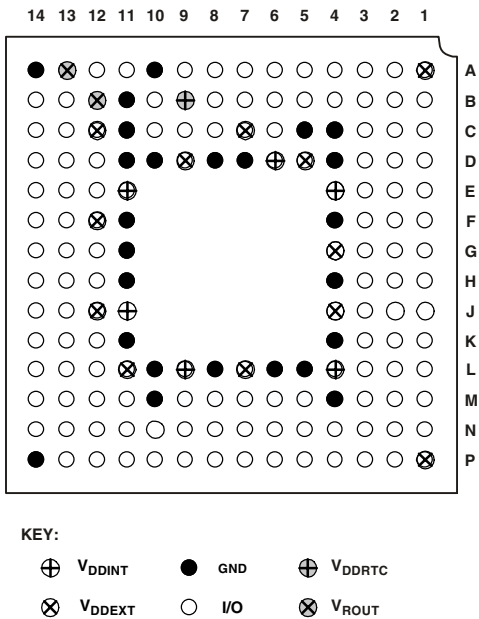 14 13 12 11 10 9 8 7 6 5 4 3 2 1
A
B
C
D
E
F
G
H
J
K
L
M
N
P
KEY:
VDDINT GND VDDRTC
VDDEXT I/O VROUT